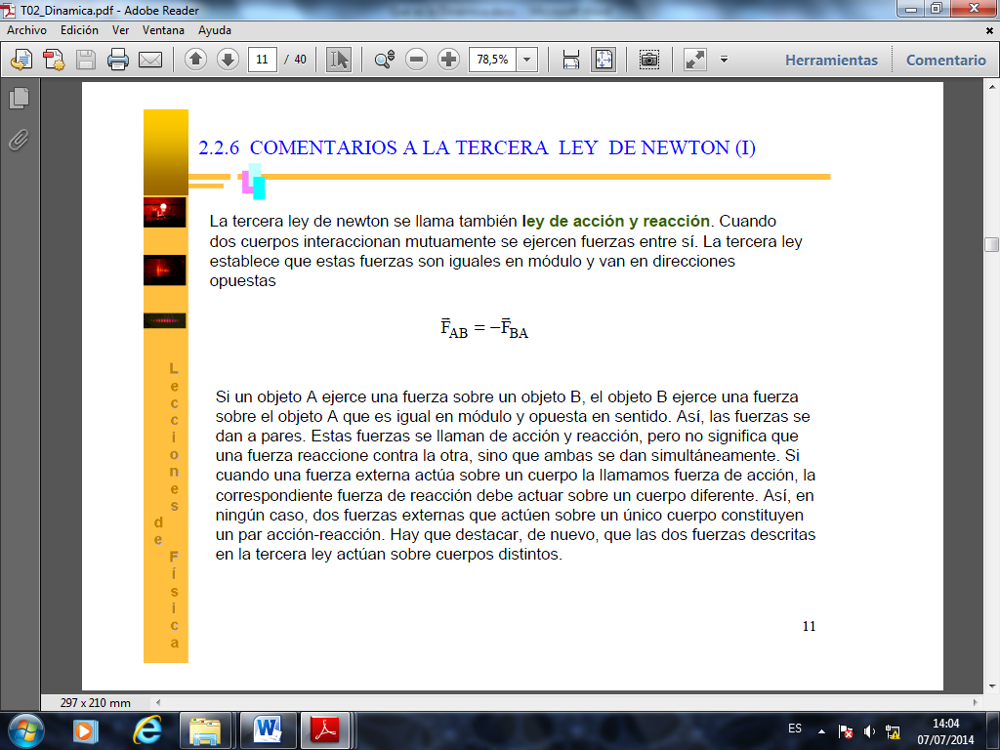 T02_Dinamica.pdf - Adobe Reader
Archivo Edición Ver Ventana Ayuda
11 / 40 78,5% Herramientas Comentario
2.2.6 COMENTARIOS A LA TERCERA LEY DE NEWTON (I)
La tercera ley de newton se llama también ley de acción y reacción. Cuando
dos cuerpos interaccionan mutuamente se ejercen fuerzas entre sí. La tercera ley
establece que estas fuerzas son iguales en módulo y van en direcciones
opuestas
F⃗AB = −F⃗BA
Si un objeto A ejerce una fuerza sobre un objeto B, el objeto B ejerce una fuerza
sobre el objeto A que es igual en módulo y opuesta en sentido. Así, las fuerzas se
dan a pares. Estas fuerzas se llaman de acción y reacción, pero no significa que
una fuerza reaccione contra la otra, sino que ambas se dan simultáneamente. Si
cuando una fuerza externa actúa sobre un cuerpo la llamamos fuerza de acción, la
correspondiente fuerza de reacción debe actuar sobre un cuerpo diferente. Así, en
ningún caso, dos fuerzas externas que actúen sobre un único cuerpo constituyen
un par acción-reacción. Hay que destacar, de nuevo, que las dos fuerzas descritas
en la tercera ley actúan sobre cuerpos distintos.
Lecciones
de
Física
11
297 x 210 mm
ES
14:04
07/07/2014